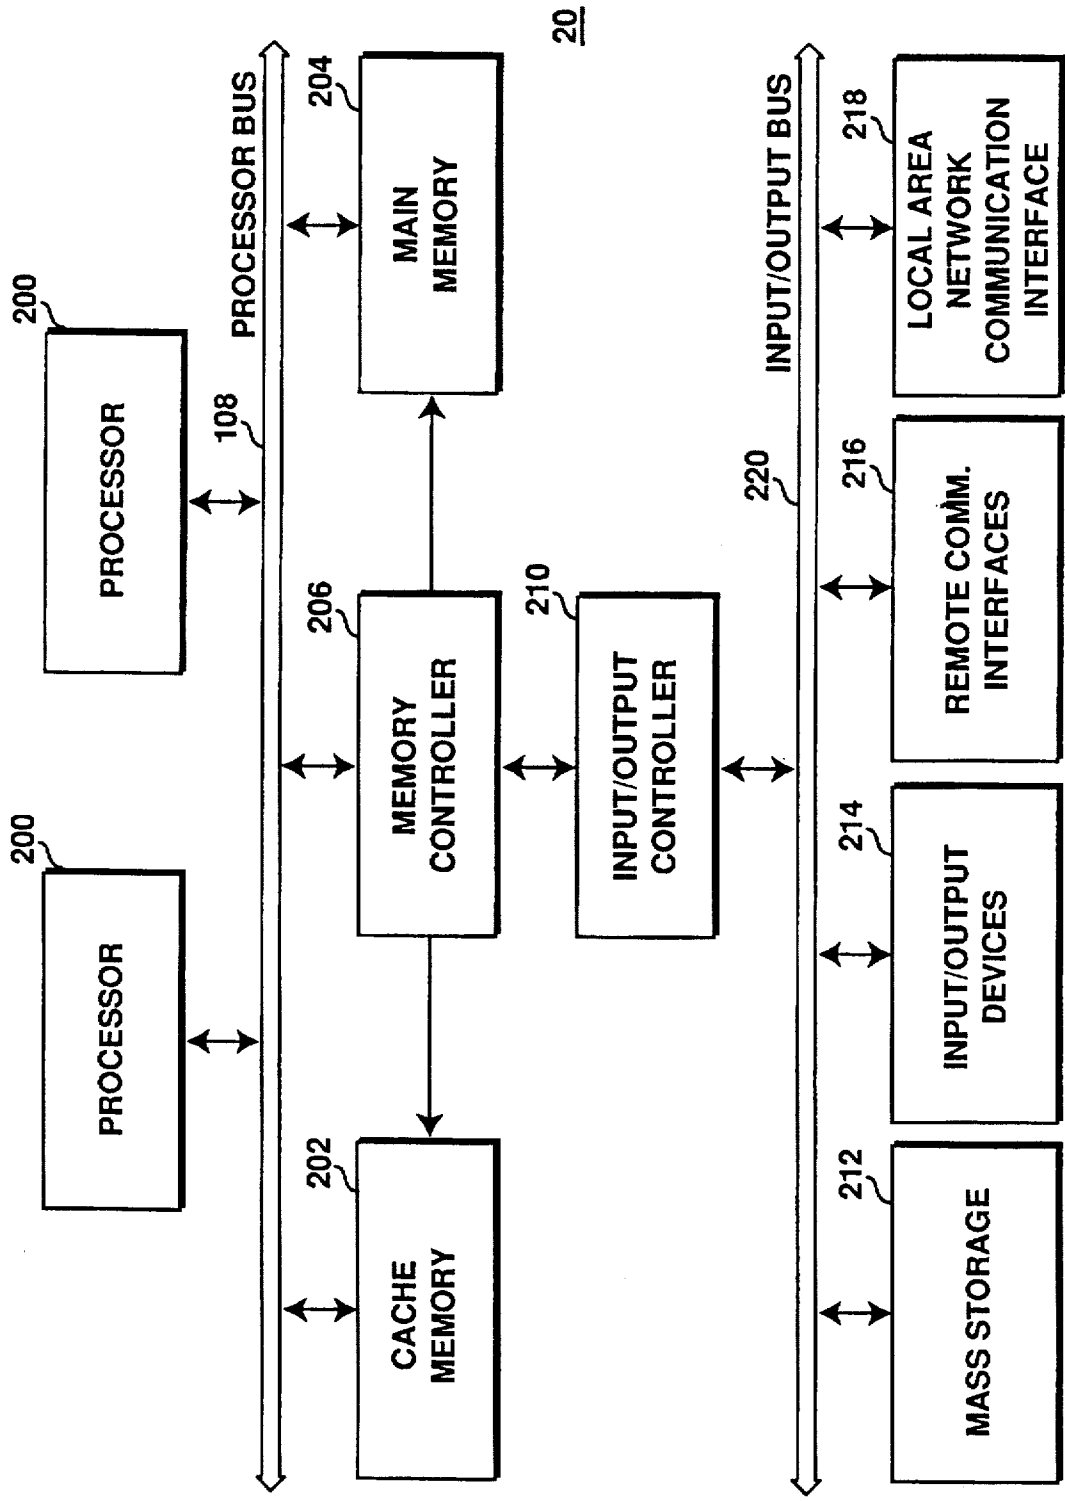 200
200
PROCESSOR
PROCESSOR
108
PROCESSOR BUS
202
206
204
CACHE
MEMORY
MEMORY
CONTROLLER
MAIN
MEMORY
210
20
INPUT/OUTPUT
CONTROLLER
220
INPUT/OUTPUT BUS
212
214
216
218
MASS STORAGE
INPUT/OUTPUT
DEVICES
REMOTE COMM.
INTERFACES
LOCAL AREA
NETWORK
COMMUNICATION
INTERFACE